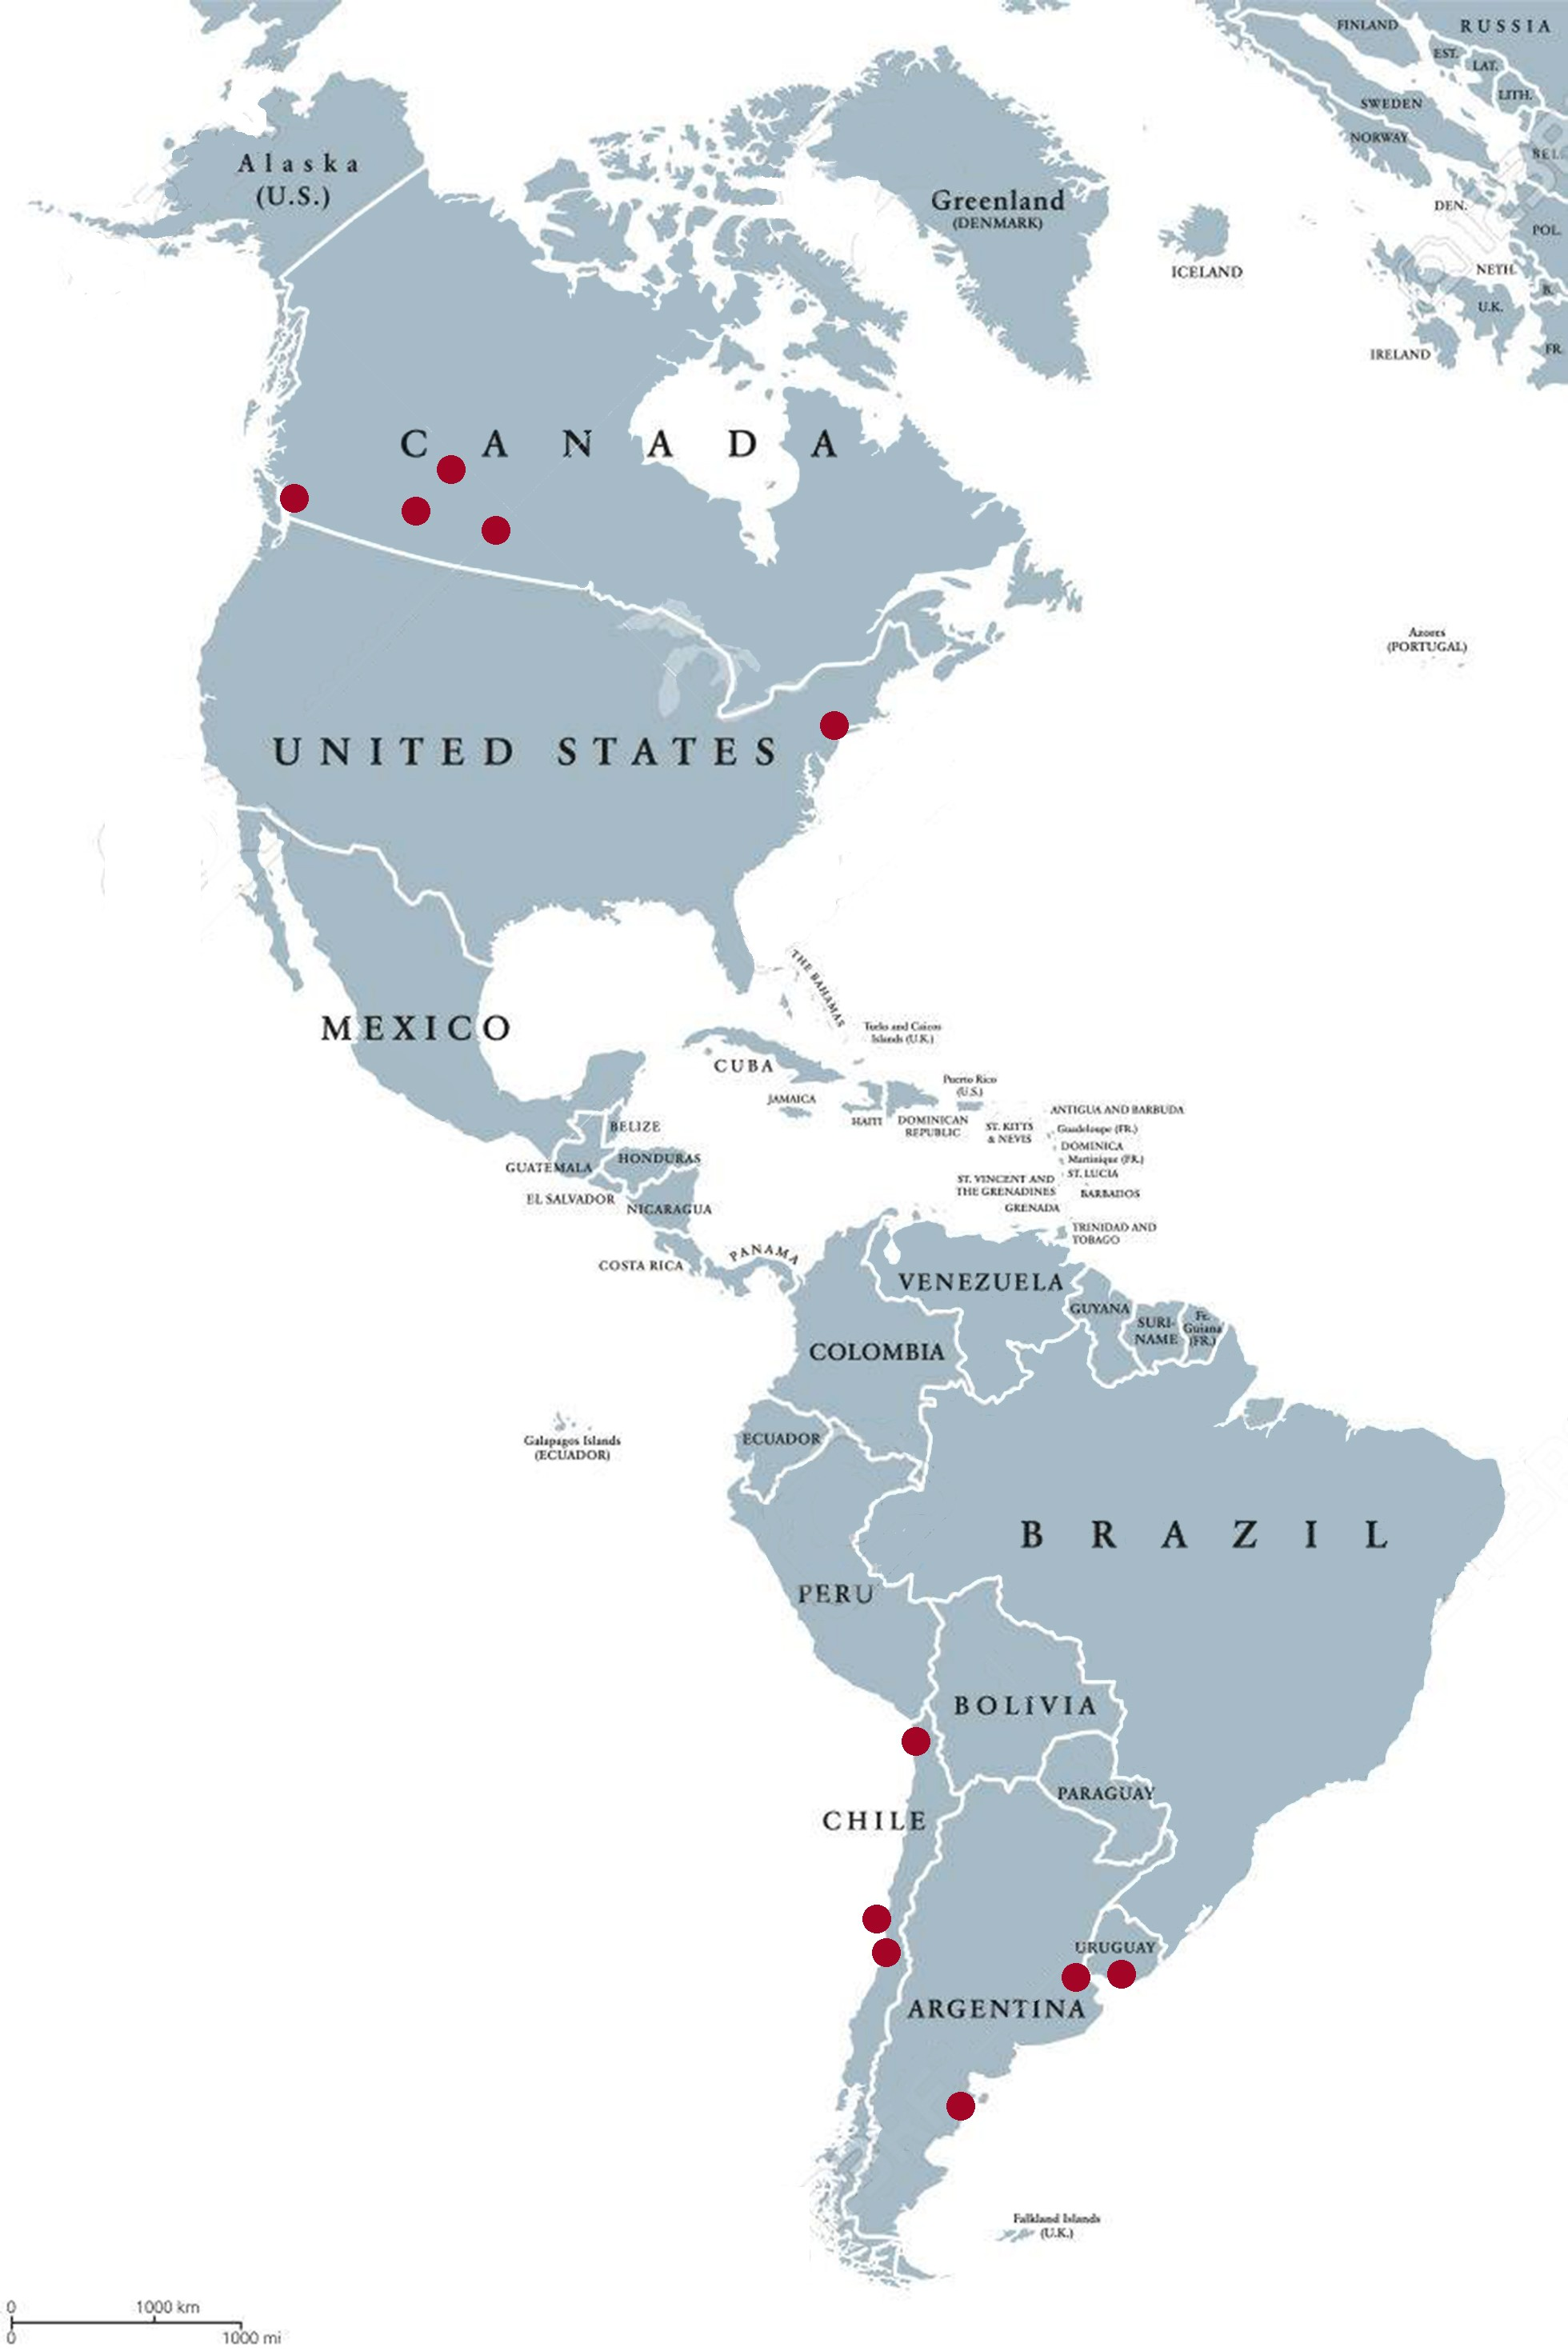 FINLAND
RUSSIA
EST.
LAT.
LITH.
SWEDEN
NORWAY
Alaska
(U.S.)
Greenland
(DENMARK)
DEN.
POL.
ICELAND
NETH.
B.
U.K.
IRELAND
FR.
CANADA
Azores
(PORTUGAL)
UNITED STATES
THE BAHAMAS
MEXICO
Turks and Caicos
Islands (U.K.)
CUBA
Puerto Rico
(U.S.)
JAMAICA
HAITI
DOMINICAN
REPUBLIC
ST. KITTS
& NEVIS
ANTIGUA AND BARBUDA
Guadeloupe (FR.)
DOMINICA
Martinique (FR.)
ST. LUCIA
BELIZE
GUATEMALA
HONDURAS
ST. VINCENT AND
THE GRENADINES
BARBADOS
EL SALVADOR
NICARAGUA
GRENADA
TRINIDAD AND
TOBAGO
COSTA RICA
PANAMA
VENEZUELA
GUYANA
SURI-
NAME
Fr.
Guiana
(FR.)
COLOMBIA
Galapagos Islands
(ECUADOR)
ECUADOR
BRAZIL
PERU
BOLÍVIA
PARAGUAY
CHILE
URUGUAY
ARGENTINA
Falkland Islands
(U.K.)
0 1000 km
0 1000 mi